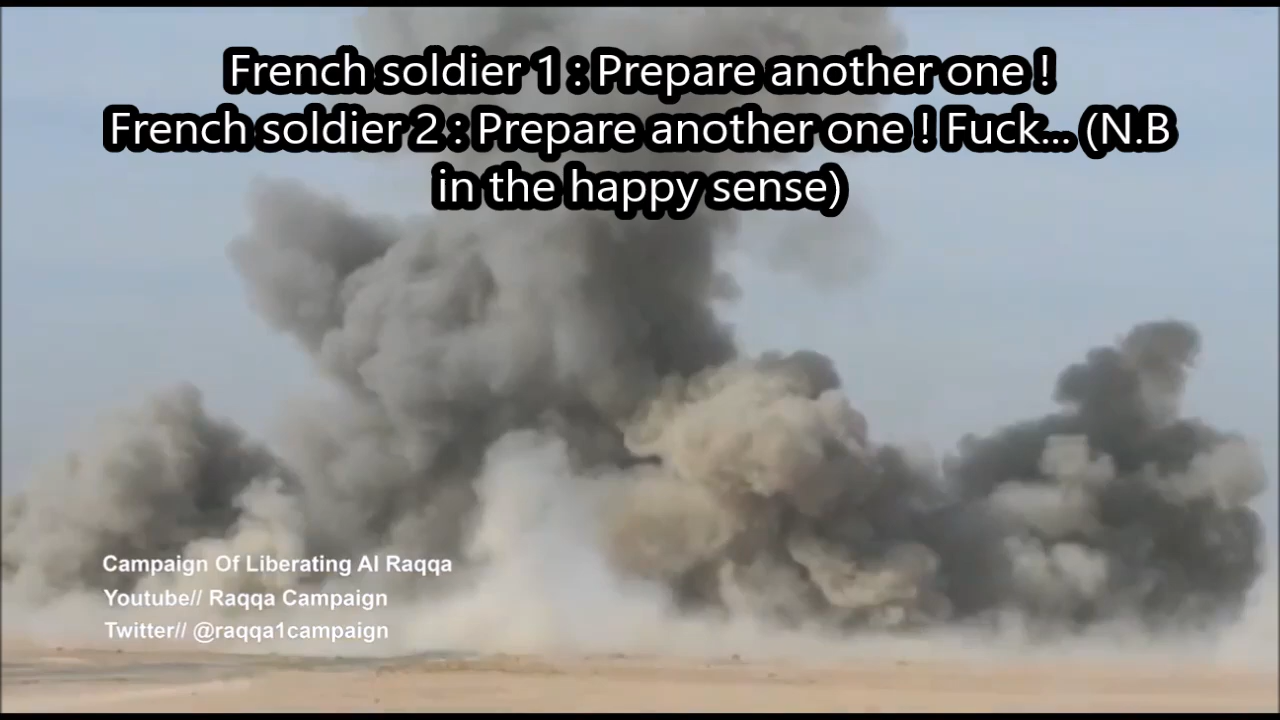 French soldier 1 : Prepare another one !
French soldier 2 : Prepare another one ! Fuck... (N.B
in the happy sense)
Campaign Of Liberating Al Raqqa
Youtube// Raqqa Campaign
Twitter// @raqqa1campaign